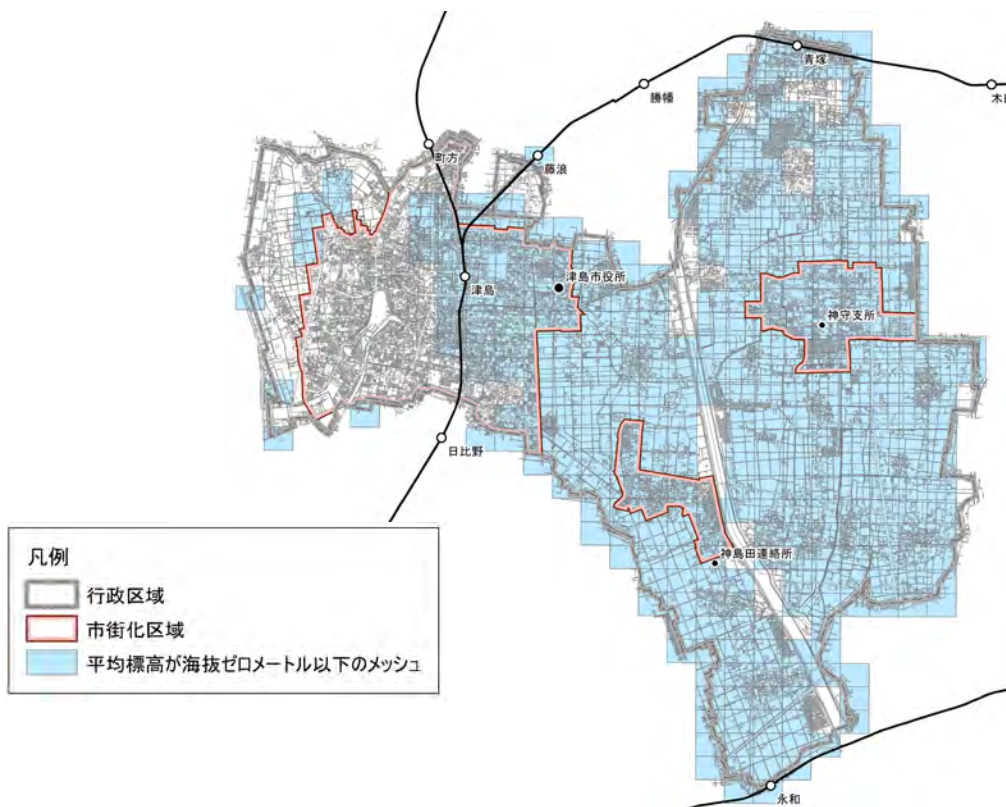 青塚
勝幡
木田
町方
藤浪
津島
津島市役所
神守支所
日比野
神島田連絡所
永和
凡例
行政区域
市街化区域
平均標高が海抜ゼロメートル以下のメッシュ